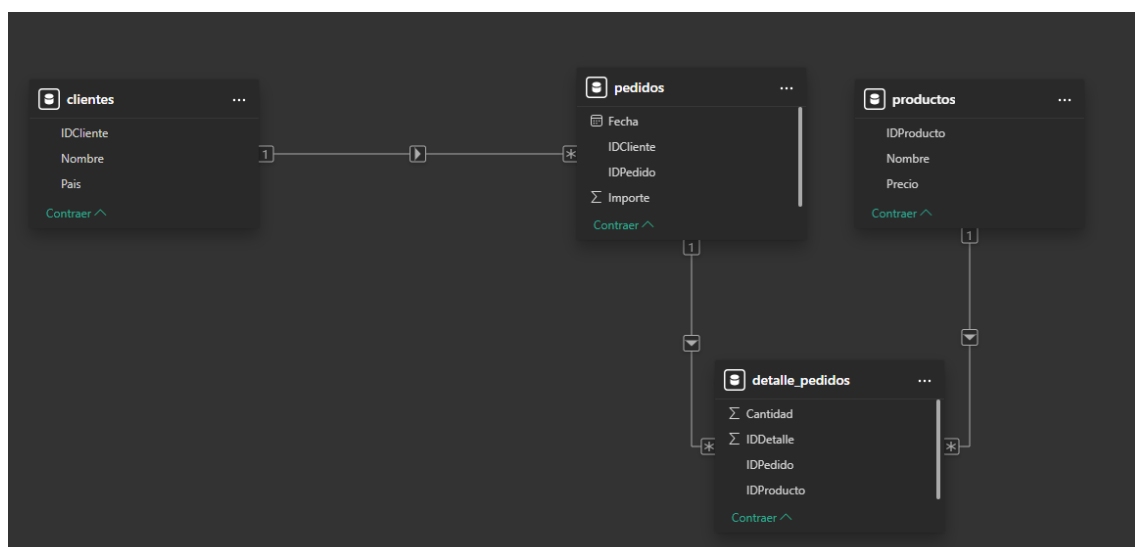 clientes
IDCliente
Nombre
Pais
Contraer
1
*
pedidos
Fecha
IDCliente
IDPedido
Σ Importe
Contraer
1
productos
IDProducto
Nombre
Precio
Contraer
1
detalle_pedidos
Σ Cantidad
Σ IDDetalle
IDPedido
IDProducto
Contraer
*
*